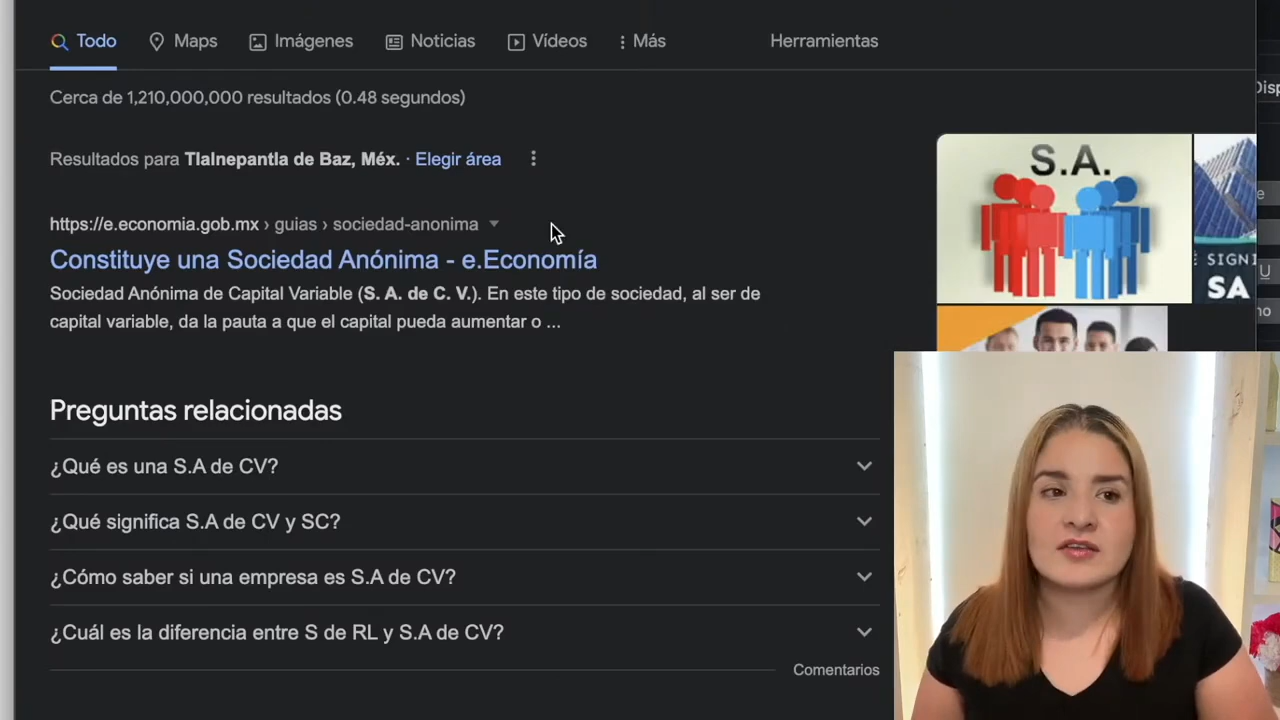 Todo Maps Imágenes Noticias Vídeos Más Herramientas
Cerca de 1,210,000,000 resultados (0.48 segundos)
Resultados para Tlalnepantla de Baz, Méx. · Elegir área
https://e.economia.gob.mx › guias › sociedad-anonima
Constituye una Sociedad Anónima - e.Economía
Sociedad Anónima de Capital Variable (S. A. de C. V.). En este tipo de sociedad, al ser de
capital variable, da la pauta a que el capital pueda aumentar o ...
Preguntas relacionadas
¿Qué es una S.A de CV?
¿Qué significa S.A de CV y SC?
¿Cómo saber si una empresa es S.A de CV?
¿Cuál es la diferencia entre S de RL y S.A de CV?
Comentarios
S.A.
SIGNI
SA
Disp
U